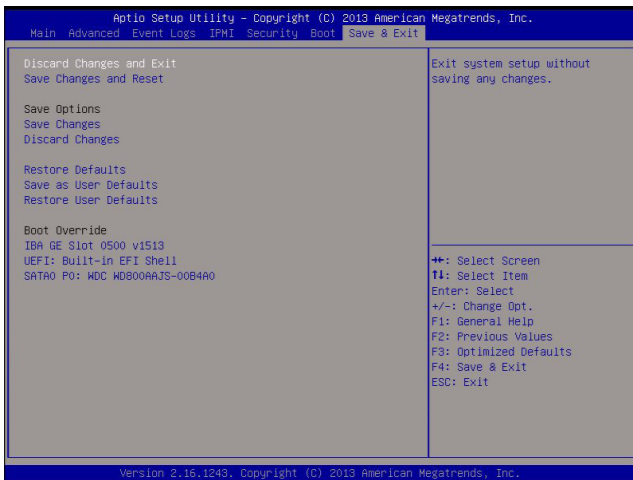 Aptio Setup Utility – Copyright (C) 2013 American Megatrends, Inc.
Main Advanced Event Logs IPMI Security Boot Save & Exit
Discard Changes and Exit
Save Changes and Reset
Save Options
Save Changes
Discard Changes
Restore Defaults
Save as User Defaults
Restore User Defaults
Boot Override
IBA GE Slot 0500 v1513
UEFI: Built-in EFI Shell
SATA0 P0: WDC WD800AAJS-00B4A0
Exit system setup without
saving any changes.
→←: Select Screen
↑↓: Select Item
Enter: Select
+/-: Change Opt.
F1: General Help
F2: Previous Values
F3: Optimized Defaults
F4: Save & Exit
ESC: Exit
Version 2.16.1243. Copyright (C) 2013 American Megatrends, Inc.